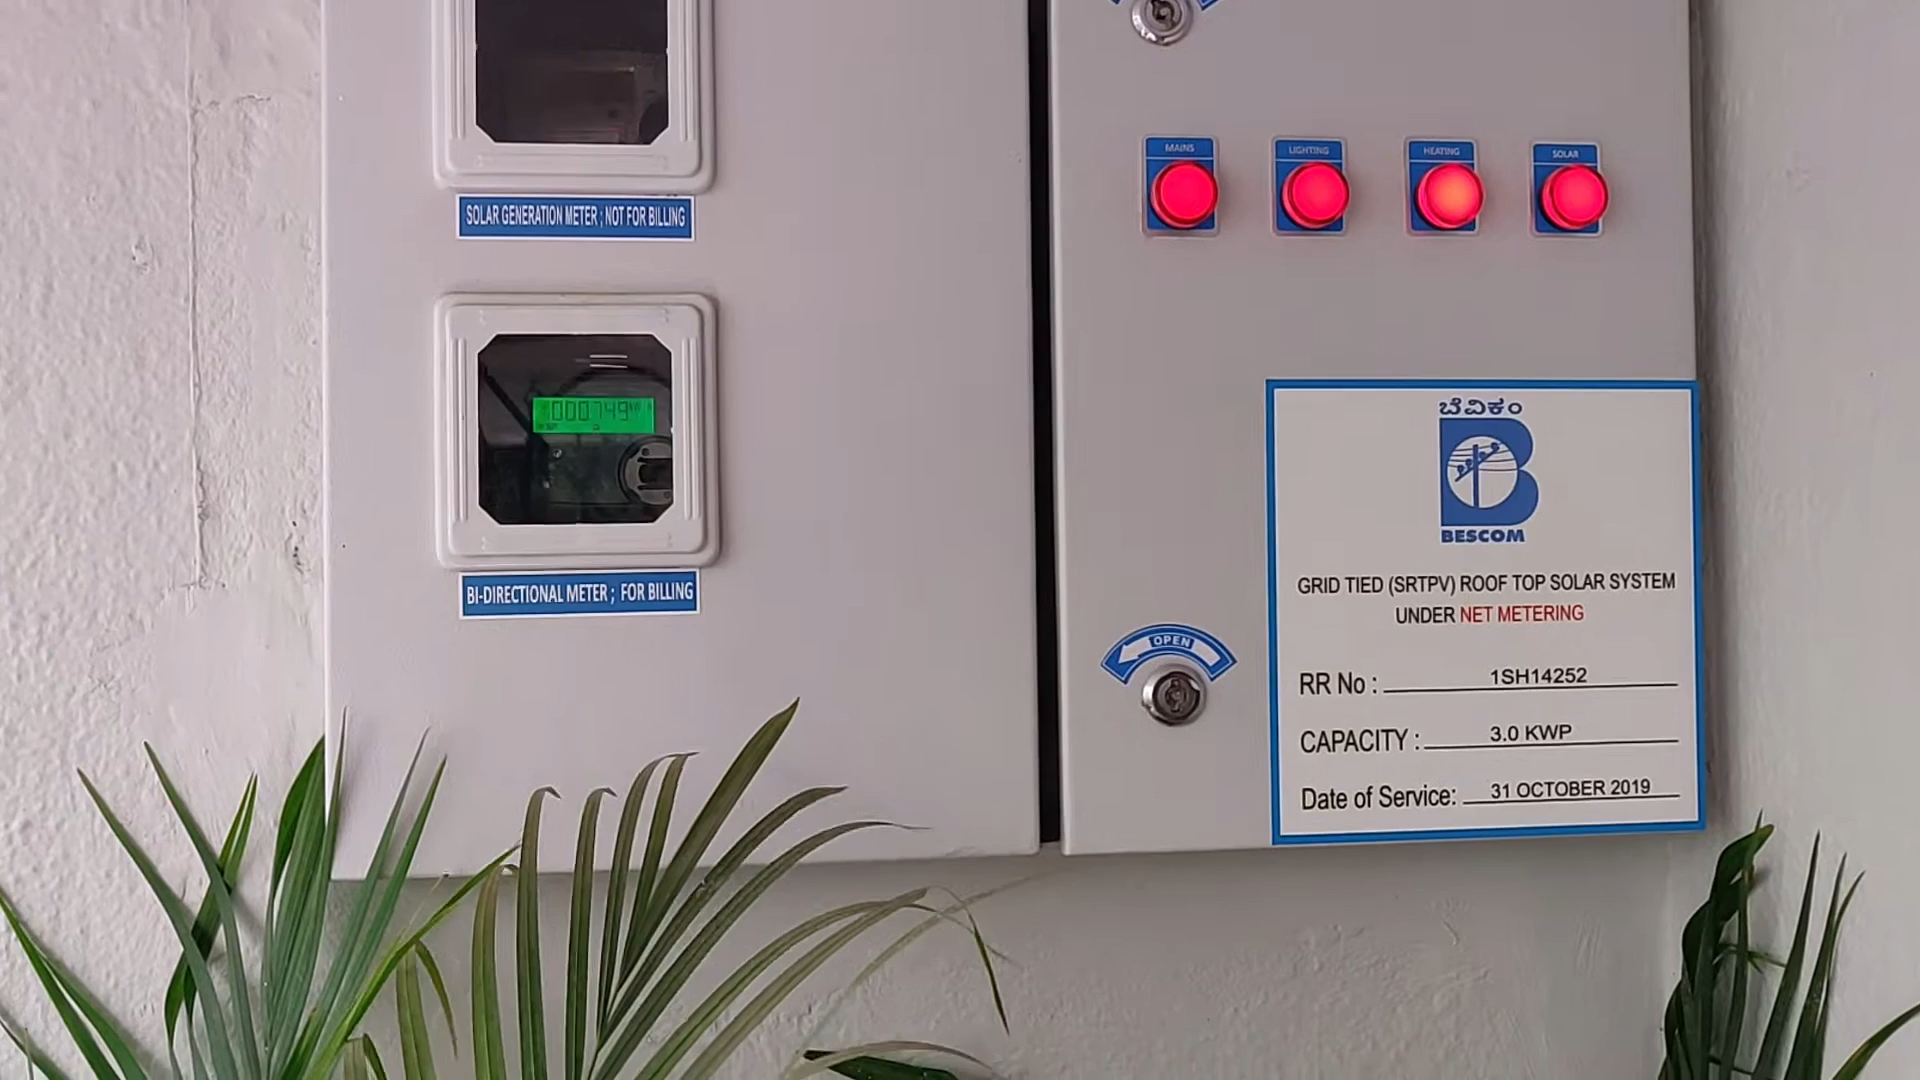 SOLAR GENERATION METER ; NOT FOR BILLING
000.749
BI-DIRECTIONAL METER ; FOR BILLING
MAINS
LIGHTING
HEATING
SOLAR
OPEN
ಬೆವಿಕಂ
BESCOM
GRID TIED (SRTPV) ROOF TOP SOLAR SYSTEM
UNDER NET METERING
RR No : 1SH14252
CAPACITY : 3.0 KWP
Date of Service: 31 OCTOBER 2019